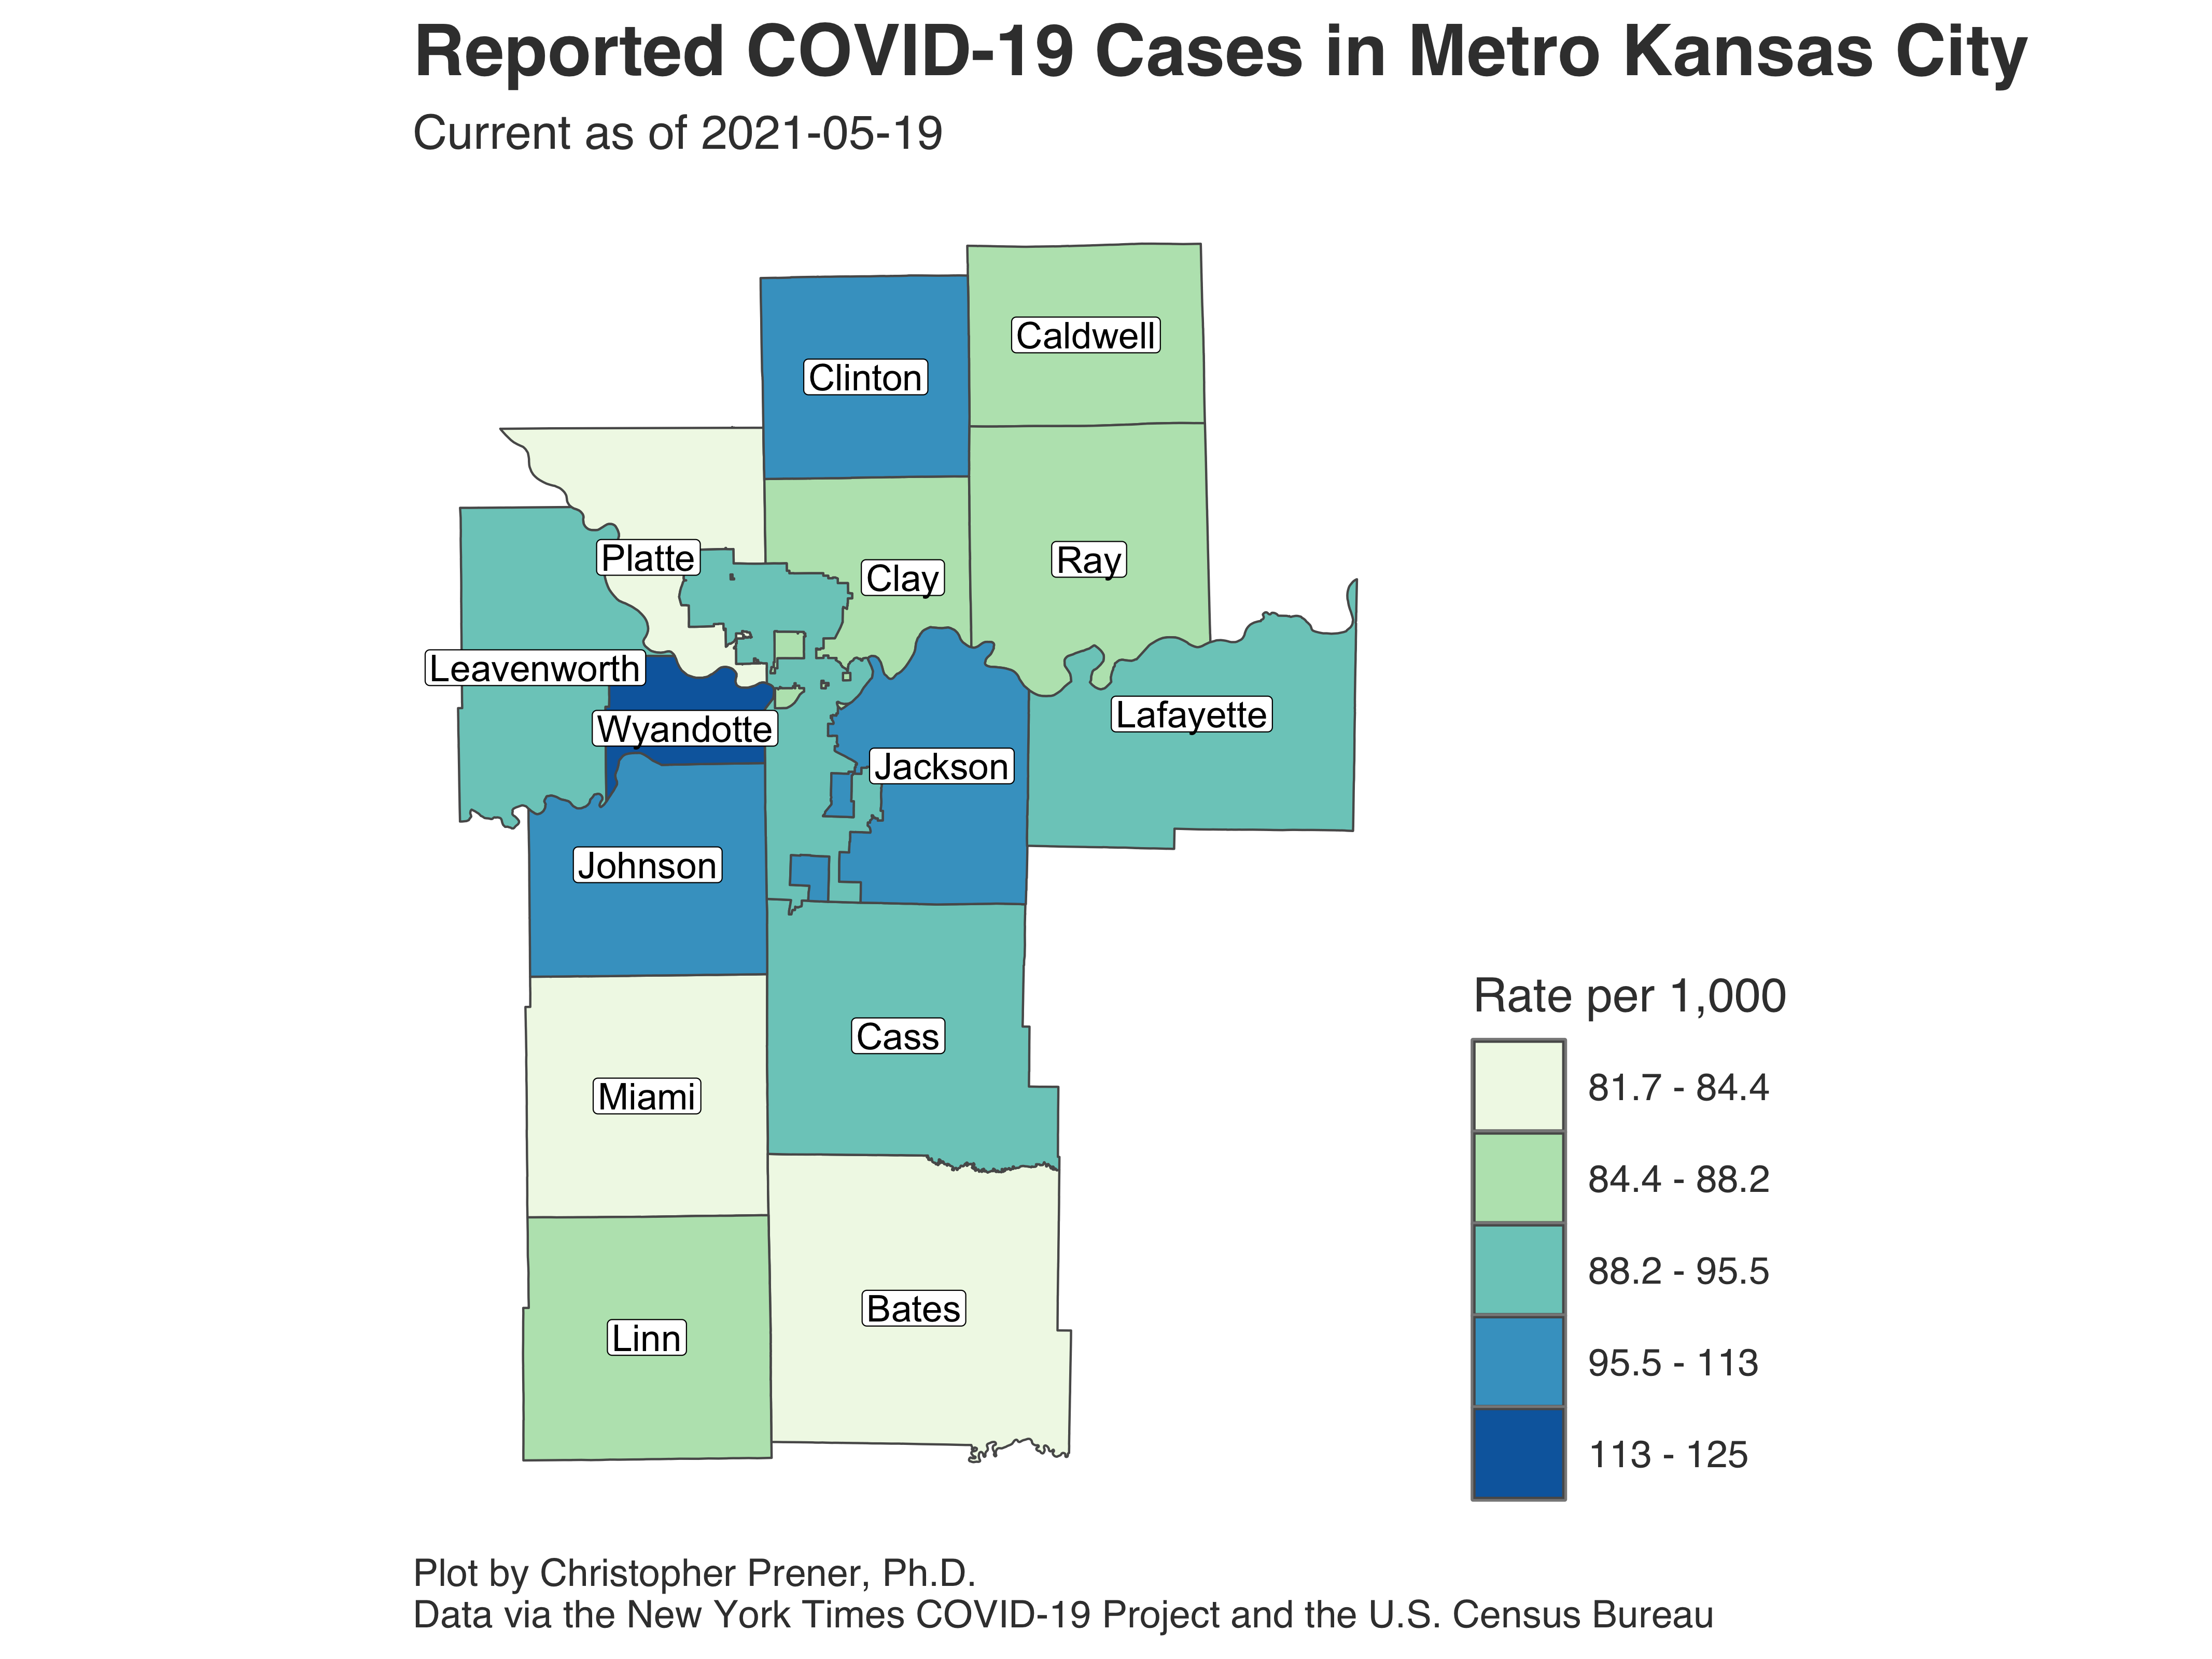 Reported COVID-19 Cases in Metro Kansas City
Current as of 2021-05-19
Caldwell
Clinton
Platte
Clay
Ray
Leavenworth
Wyandotte
Lafayette
Jackson
Johnson
Cass
Miami
Bates
Linn
Rate per 1,000
81.7 - 84.4
84.4 - 88.2
88.2 - 95.5
95.5 - 113
113 - 125
Plot by Christopher Prener, Ph.D.
Data via the New York Times COVID-19 Project and the U.S. Census Bureau